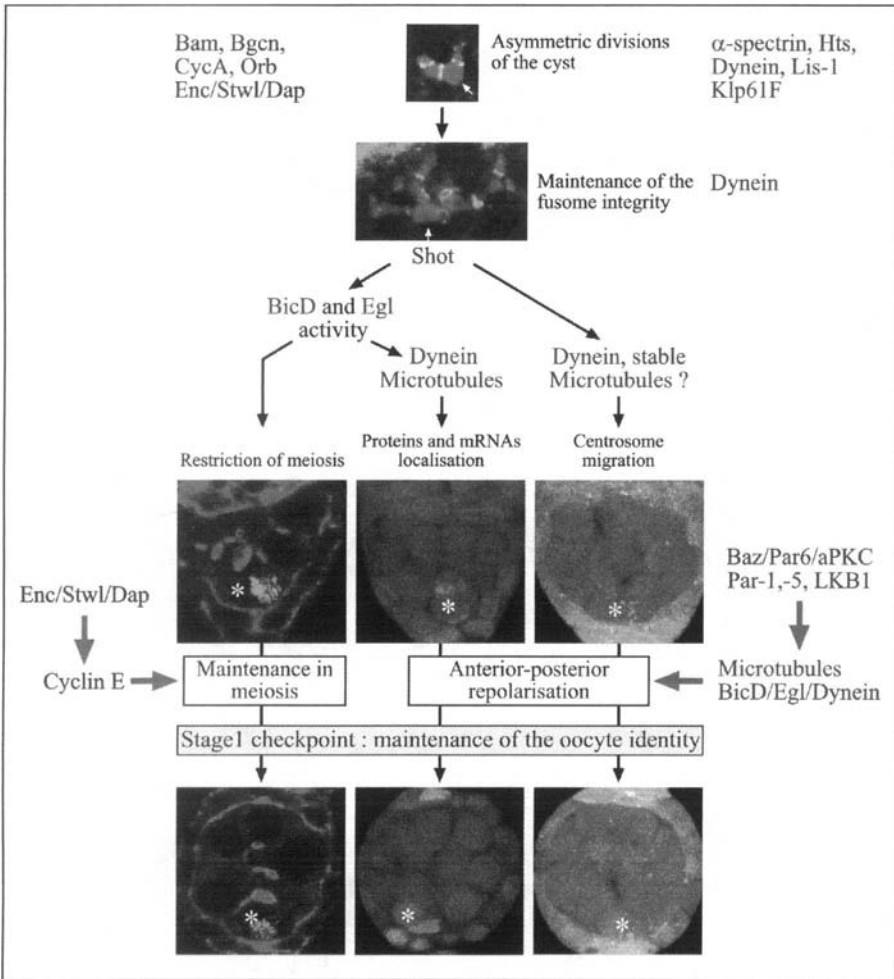 Bam, Bgcn,
CycA, Orb
Enc/Stwl/Dap
Asymmetric divisions
of the cyst
α-spectrin, Hts,
Dynein, Lis-1
Klp61F
Maintenance of the
fusome integrity
Dynein
Shot
BicD and Egl
activity
Dynein
Microtubules
Dynein, stable
Microtubules ?
Restriction of meiosis
Proteins and mRNAs
localisation
Centrosome
migration
*
*
*
Baz/Par6/aPKC
Par-1,-5, LKB1
Enc/Stwl/Dap
Cyclin E
Maintenance in
meiosis
Anterior-posterior
repolarisation
Microtubules
BicD/Egl/Dynein
Stage1 checkpoint : maintenance of the oocyte identity
*
*
*